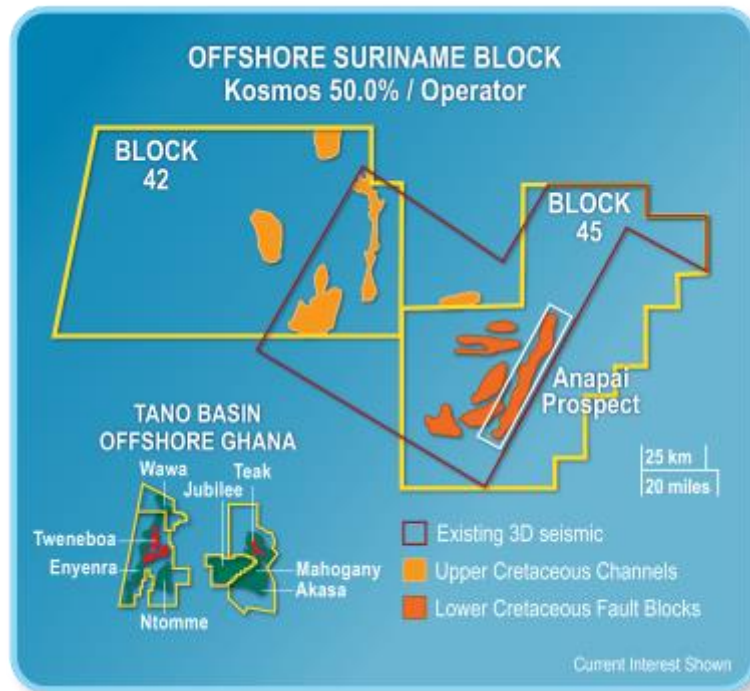 OFFSHORE SURINAME BLOCK
Kosmos 50.0% / Operator
BLOCK
42
BLOCK
45
Anapai
Prospect
TANO BASIN
OFFSHORE GHANA
Wawa
Teak
Jubilee
Tweneboa
Enyenra
Mahogany
Akasa
Ntomme
25 km
20 miles
Existing 3D seismic
Upper Cretaceous Channels
Lower Cretaceous Fault Blocks
Current Interest Shown